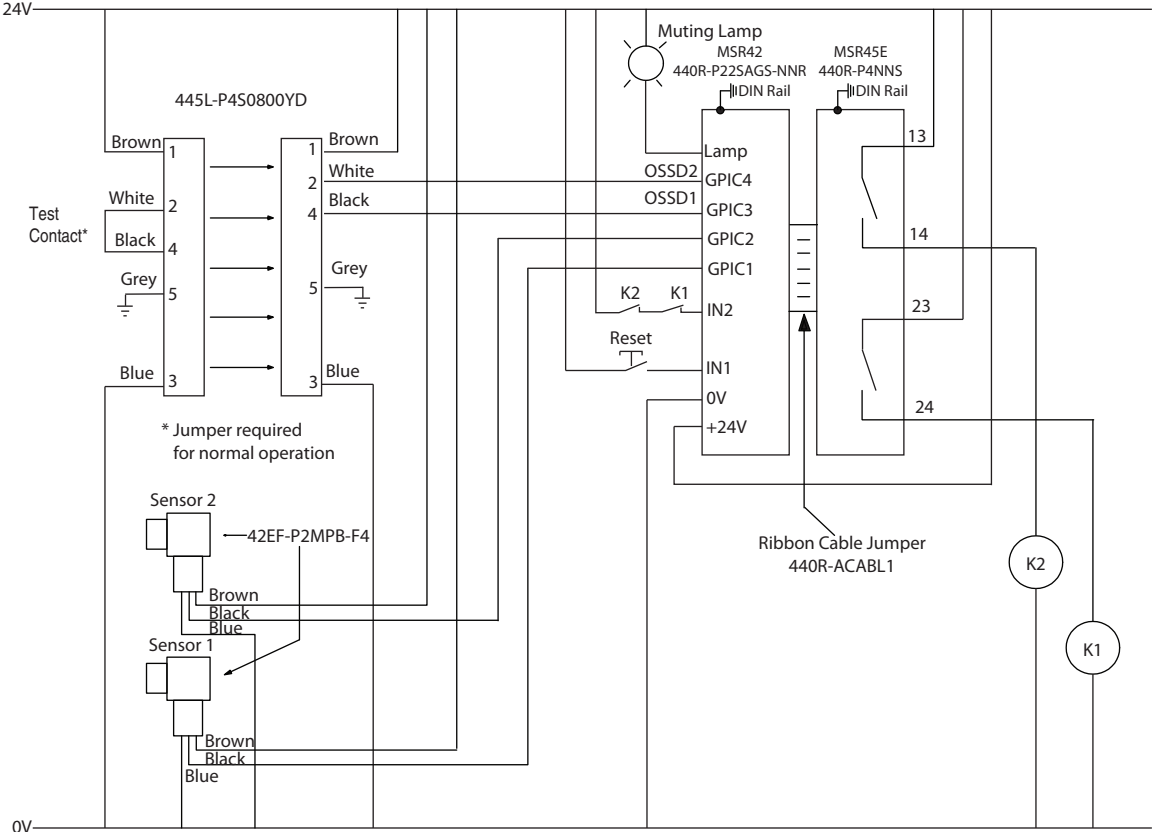 24V
Muting Lamp
MSR42
440R-P22SAGS-NNR
DIN Rail
MSR45E
440R-P4NNS
DIN Rail
445L-P4S0800YD
Brown
1
White
2
Test
Contact*
Black
4
Grey
5
Blue
3
1
Brown
2
White
4
Black
5
Grey
3
Blue
* Jumper required
for normal operation
OSSD2
OSSD1
Lamp
GPIC4
GPIC3
GPIC2
GPIC1
K2
K1
IN2
Reset
IN1
0V
+24V
13
14
23
24
Ribbon Cable Jumper
440R-ACABL1
K2
K1
Sensor 2
42EF-P2MPB-F4
Brown
Black
Blue
Sensor 1
Brown
Black
Blue
0V